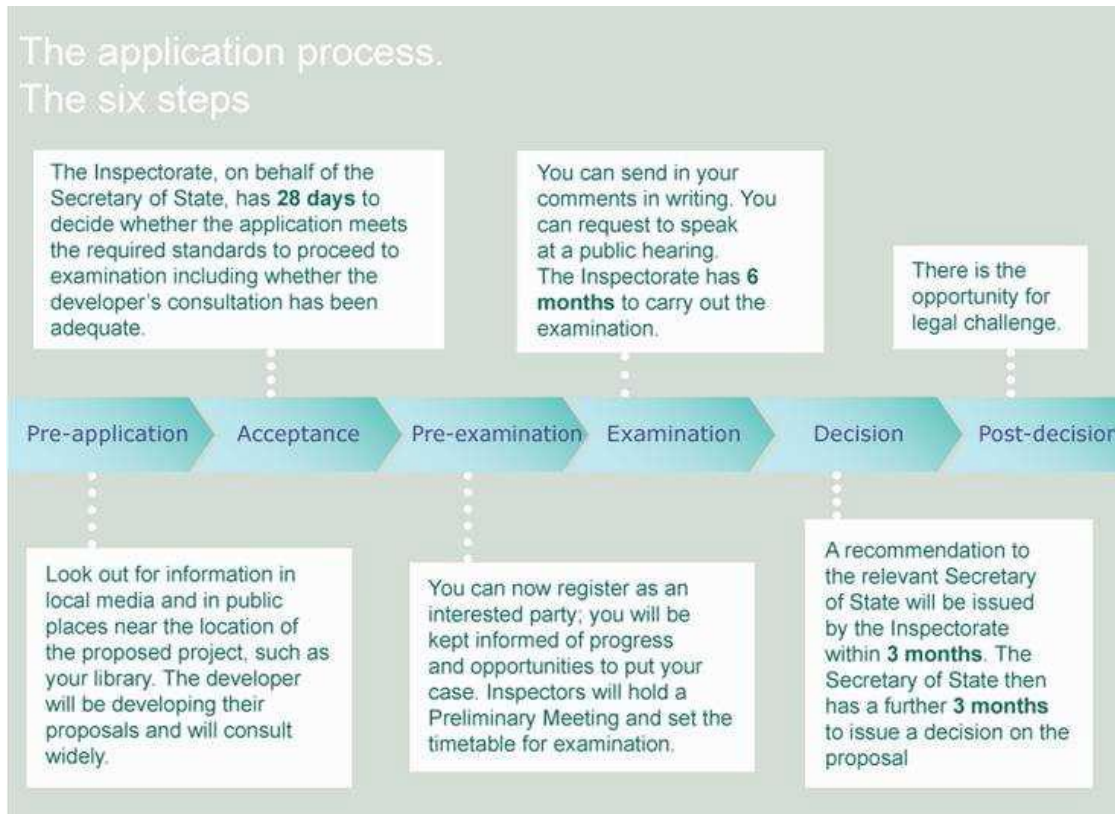 The application process.
The six steps
The Inspectorate, on behalf of the
Secretary of State, has 28 days to
decide whether the application meets
the required standards to proceed to
examination including whether the
developer's consultation has been
adequate.
You can send in your
comments in writing. You
can request to speak
at a public hearing.
The Inspectorate has 6
months to carry out the
examination.
There is the
opportunity for
legal challenge.
Pre-application
Acceptance
Pre-examination
Examination
Decision
Post-decision
Look out for information in
local media and in public
places near the location of
the proposed project, such as
your library. The developer
will be developing their
proposals and will consult
widely.
You can now register as an
interested party; you will be
kept informed of progress
and opportunities to put your
case. Inspectors will hold a
Preliminary Meeting and set the
timetable for examination.
A recommendation to
the relevant Secretary
of State will be issued
by the Inspectorate
within 3 months. The
Secretary of State then
has a further 3 months
to issue a decision on the
proposal